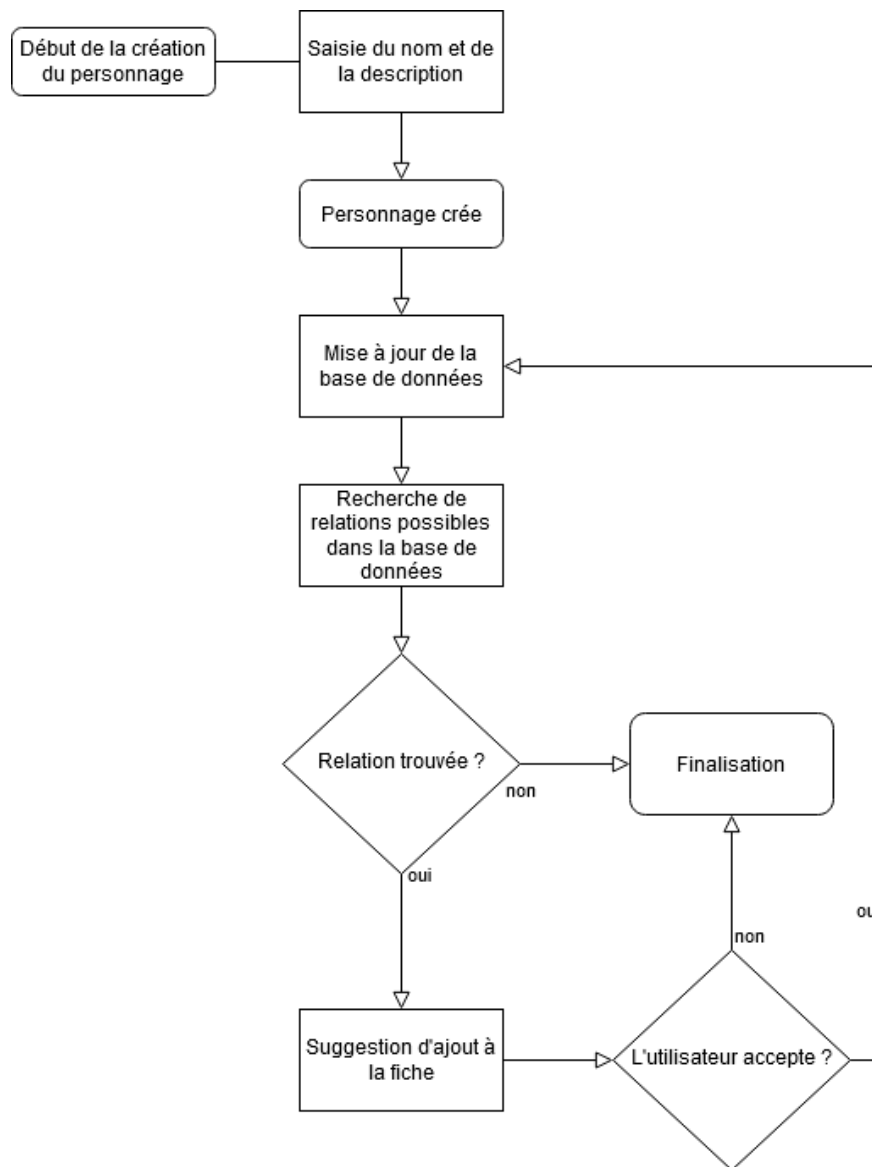 Début de la création
du personnage
Saisie du nom et de
la description
Personnage crée
Mise à jour de la
base de données
Recherche de
relations possibles
dans la base de
données
Relation trouvée ?
non
Finalisation
oui
ou
non
Suggestion d'ajout à
la fiche
L'utilisateur accepte ?